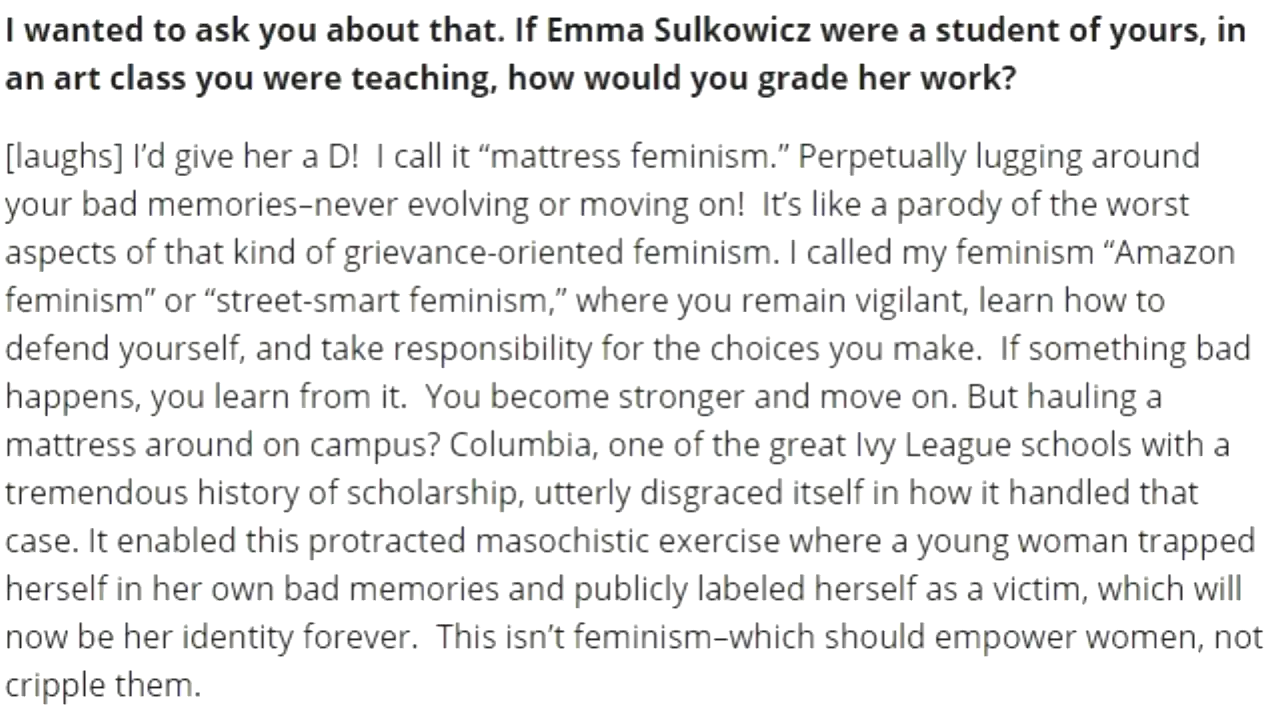 I wanted to ask you about that. If Emma Sulkowicz were a student of yours, in
an art class you were teaching, how would you grade her work?
[laughs] I’d give her a D!  I call it “mattress feminism.” Perpetually lugging around
your bad memories–never evolving or moving on!  It’s like a parody of the worst
aspects of that kind of grievance-oriented feminism. I called my feminism “Amazon
feminism” or “street-smart feminism,” where you remain vigilant, learn how to
defend yourself, and take responsibility for the choices you make.  If something bad
happens, you learn from it.  You become stronger and move on. But hauling a
mattress around on campus? Columbia, one of the great Ivy League schools with a
tremendous history of scholarship, utterly disgraced itself in how it handled that
case. It enabled this protracted masochistic exercise where a young woman trapped
herself in her own bad memories and publicly labeled herself as a victim, which will
now be her identity forever.  This isn’t feminism–which should empower women, not
cripple them.